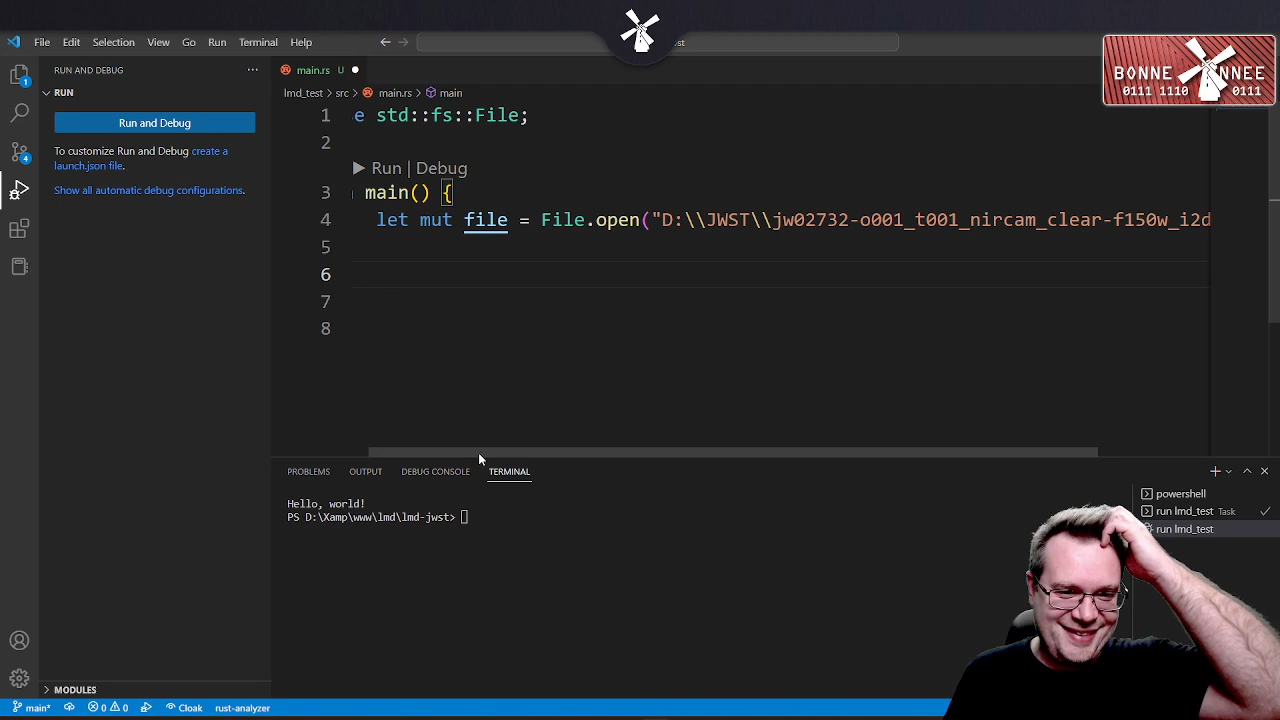 File Edit Selection View Go Run Terminal Help
st
BONNE NNEE
0111 1110 0111
RUN AND DEBUG ...
main.rs U
RUN
lmd_test > src > main.rs > main
Run and Debug
1 e std::fs::File;
2
To customize Run and Debug create a
launch.json file.
Run | Debug
Show all automatic debug configurations.
3 main() {
4 let mut file = File.open("D:\\JWST\\jw02732-o001_t001_nircam_clear-f150w_i2d
5
6
7
8
PROBLEMS OUTPUT DEBUG CONSOLE TERMINAL
Hello, world!
PS D:\Xamp\www\lmd\lmd-jwst>
powershell
run lmd_test Task
run lmd_test
MODULES
main* 0 0 Cloak rust-analyzer
1
4